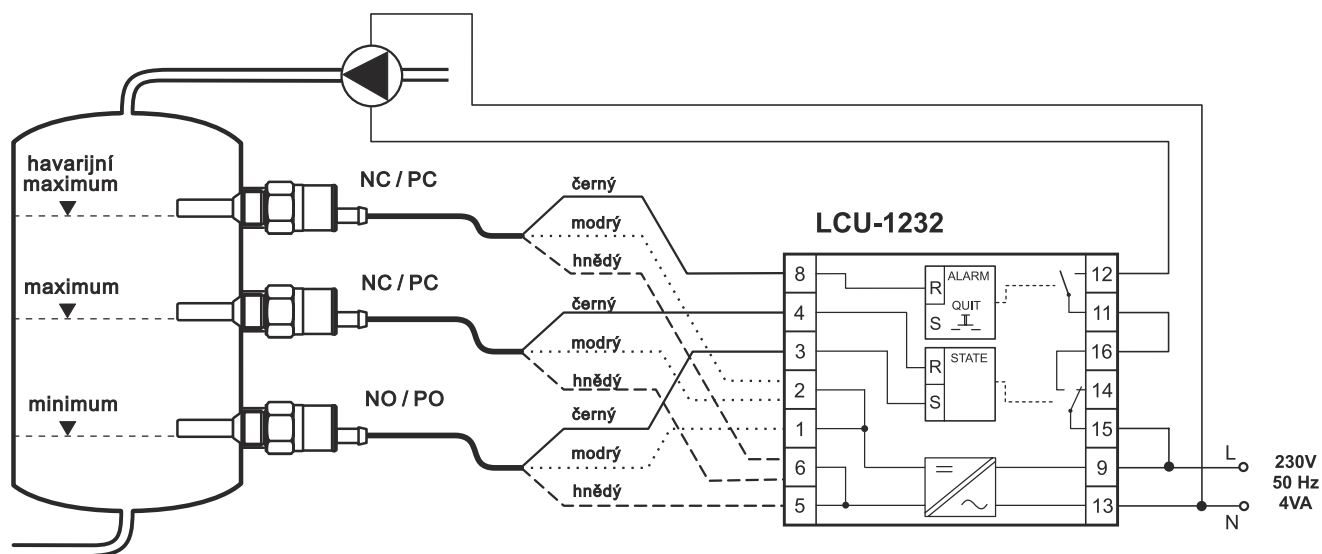 havarijní
maximum
NC / PC
černý
modrý
hnědý
maximum
NC / PC
černý
modrý
hnědý
minimum
NO / PO
černý
modrý
hnědý
LCU-1232
8
4
3
2
1
6
5
R
ALARM
QUIT
S
R
STATE
S
12
11
16
14
15
9
13
L
N
230V
50 Hz
4VA